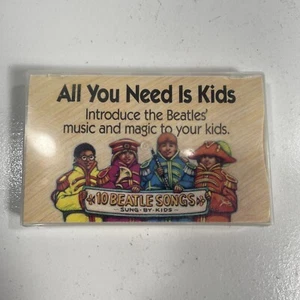 All You Need Is Kids
Introduce the Beatles'
music and magic to your kids.
10 BEATLE SONGS
SUNG·BY·KIDS